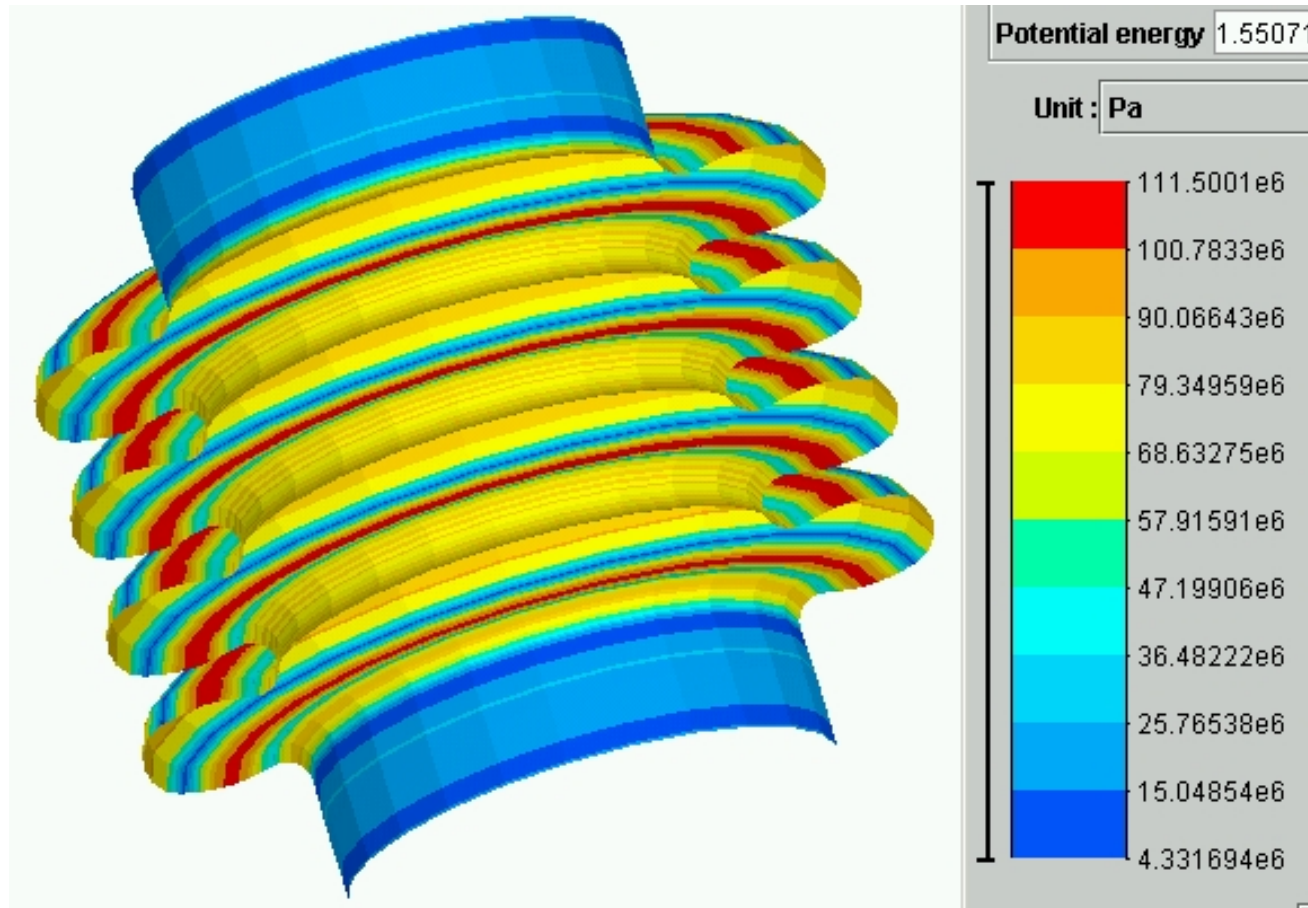 Potential energy 1.55071
Unit : Pa
111.5001e6
100.7833e6
90.06643e6
79.34959e6
68.63275e6
57.91591e6
47.19906e6
36.48222e6
25.76538e6
15.04854e6
4.331694e6